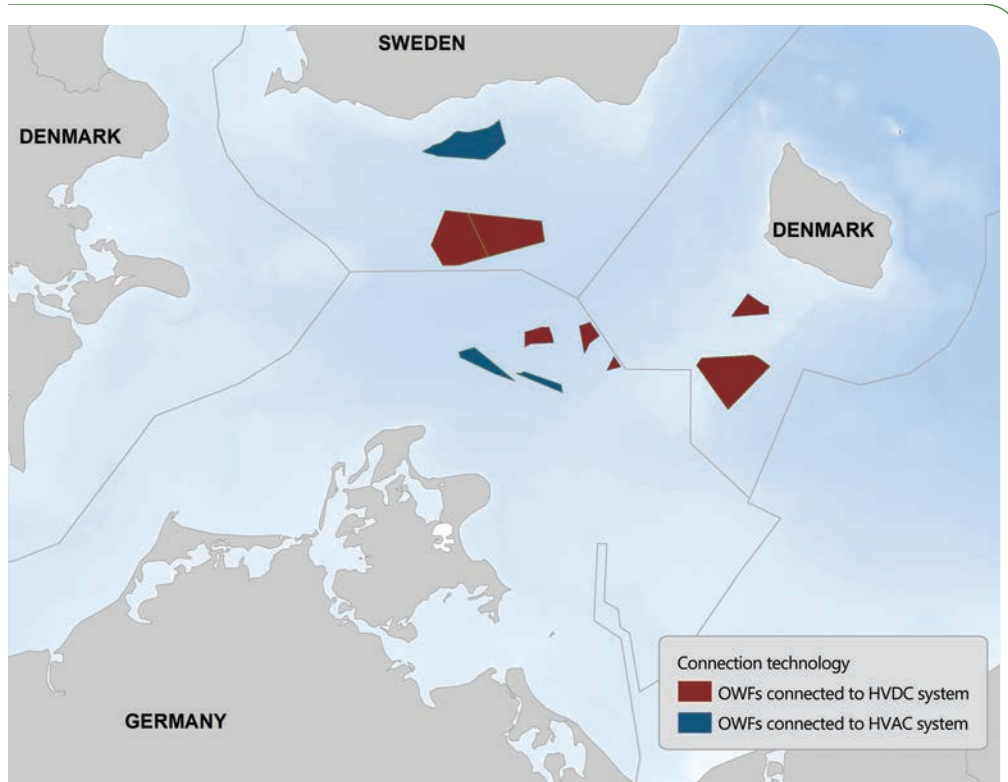 SWEDEN
DENMARK
DENMARK
GERMANY
Connection technology
OWFs connected to HVDC system
OWFs connected to HVAC system